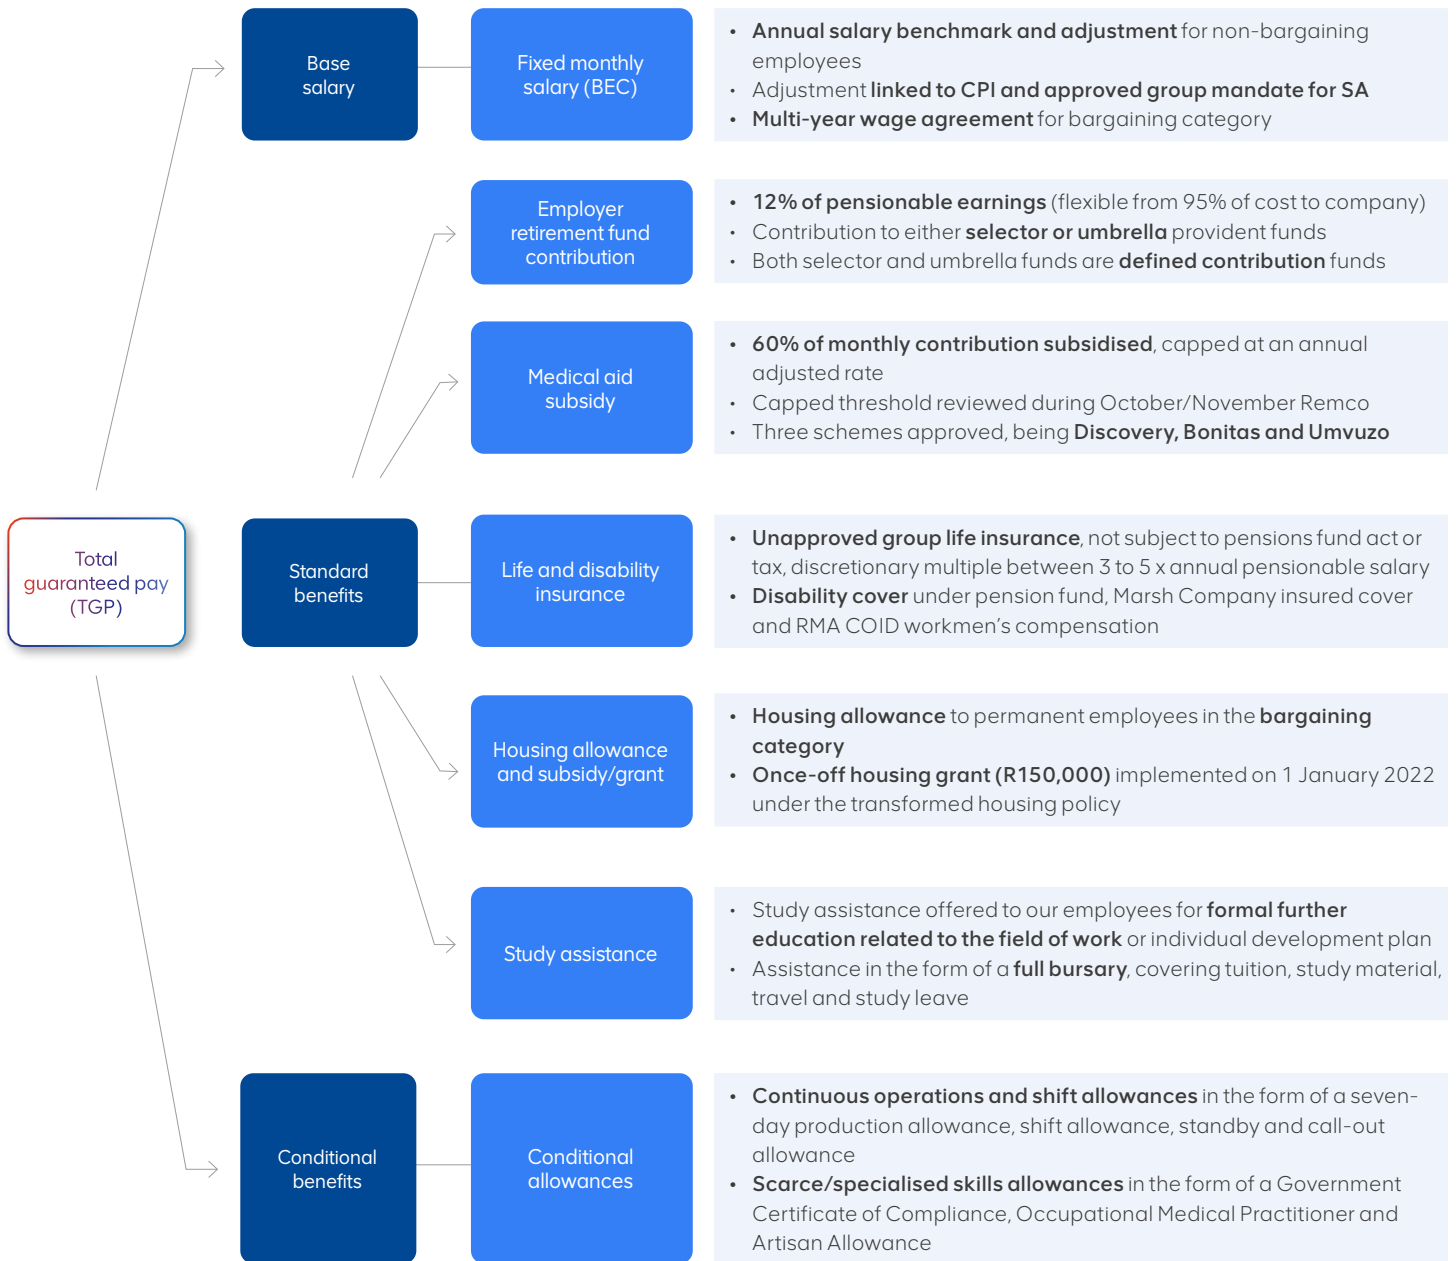 Base
salary
Fixed monthly
salary (BEC)
• Annual salary benchmark and adjustment for non-bargaining
employees
• Adjustment linked to CPI and approved group mandate for SA
• Multi-year wage agreement for bargaining category
Employer
retirement fund
contribution
• 12% of pensionable earnings (flexible from 95% of cost to company)
• Contribution to either selector or umbrella provident funds
• Both selector and umbrella funds are defined contribution funds
Medical aid
subsidy
• 60% of monthly contribution subsidised, capped at an annual
adjusted rate
• Capped threshold reviewed during October/November Remco
• Three schemes approved, being Discovery, Bonitas and Umvuzo
Total
guaranteed pay
(TGP)
Standard
benefits
Life and disability
insurance
• Unapproved group life insurance, not subject to pensions fund act or
tax, discretionary multiple between 3 to 5 x annual pensionable salary
• Disability cover under pension fund, Marsh Company insured cover
and RMA COID workmen’s compensation
Housing allowance
and subsidy/grant
• Housing allowance to permanent employees in the bargaining
category
• Once-off housing grant (R150,000) implemented on 1 January 2022
under the transformed housing policy
Study assistance
• Study assistance offered to our employees for formal further
education related to the field of work or individual development plan
• Assistance in the form of a full bursary, covering tuition, study material,
travel and study leave
Conditional
benefits
Conditional
allowances
• Continuous operations and shift allowances in the form of a seven-
day production allowance, shift allowance, standby and call-out
allowance
• Scarce/specialised skills allowances in the form of a Government
Certificate of Compliance, Occupational Medical Practitioner and
Artisan Allowance